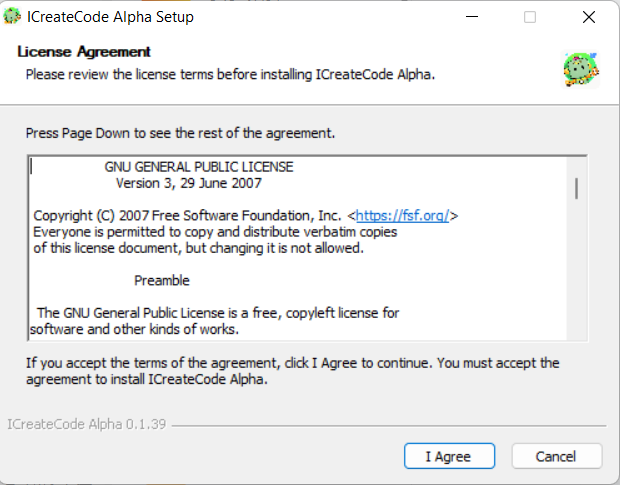 ICreateCode Alpha Setup
License Agreement
Please review the license terms before installing ICreateCode Alpha.
Press Page Down to see the rest of the agreement.
GNU GENERAL PUBLIC LICENSE
Version 3, 29 June 2007
Copyright (C) 2007 Free Software Foundation, Inc. <https://fsf.org/>
Everyone is permitted to copy and distribute verbatim copies
of this license document, but changing it is not allowed.
Preamble
The GNU General Public License is a free, copyleft license for
software and other kinds of works.
If you accept the terms of the agreement, click I Agree to continue. You must accept the
agreement to install ICreateCode Alpha.
ICreateCode Alpha 0.1.39
I Agree
Cancel